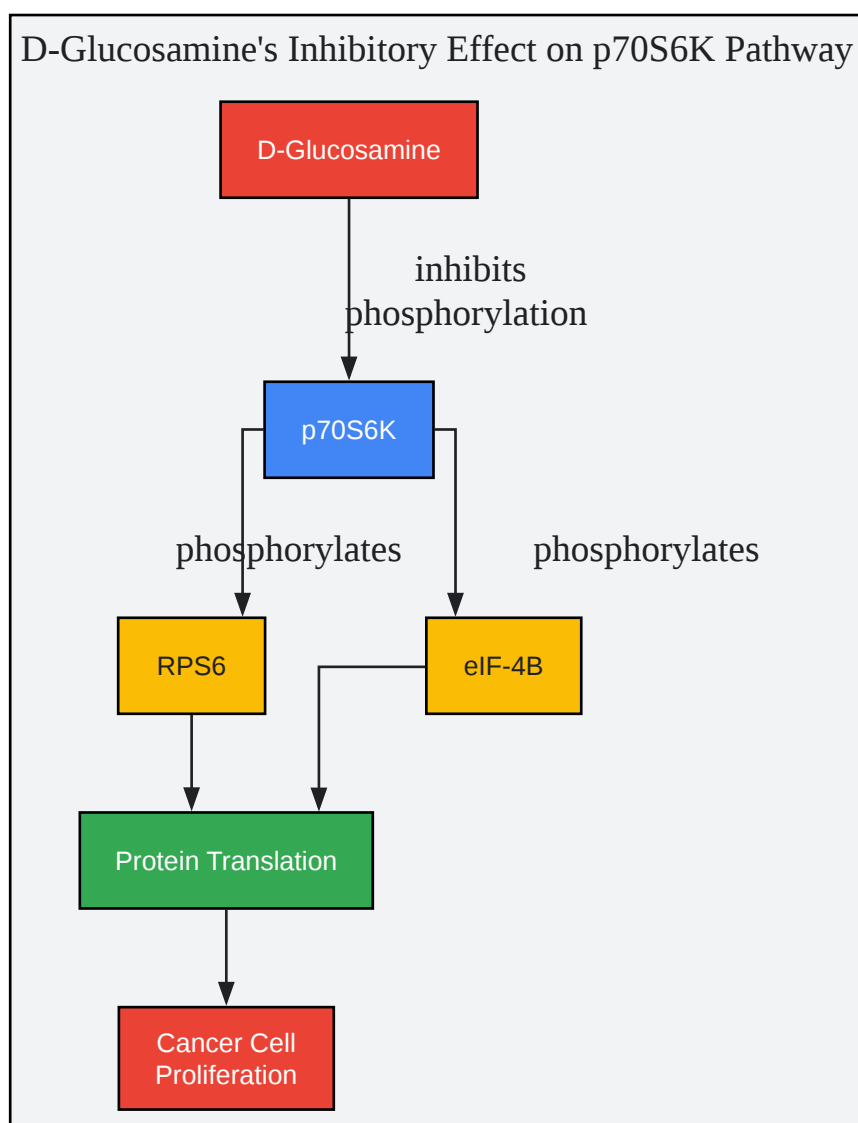 D-Glucosamine's Inhibitory Effect on p70S6K Pathway
D-Glucosamine
inhibits
phosphorylation
p70S6K
phosphorylates
phosphorylates
RPS6
eIF-4B
Protein Translation
Cancer Cell
Proliferation